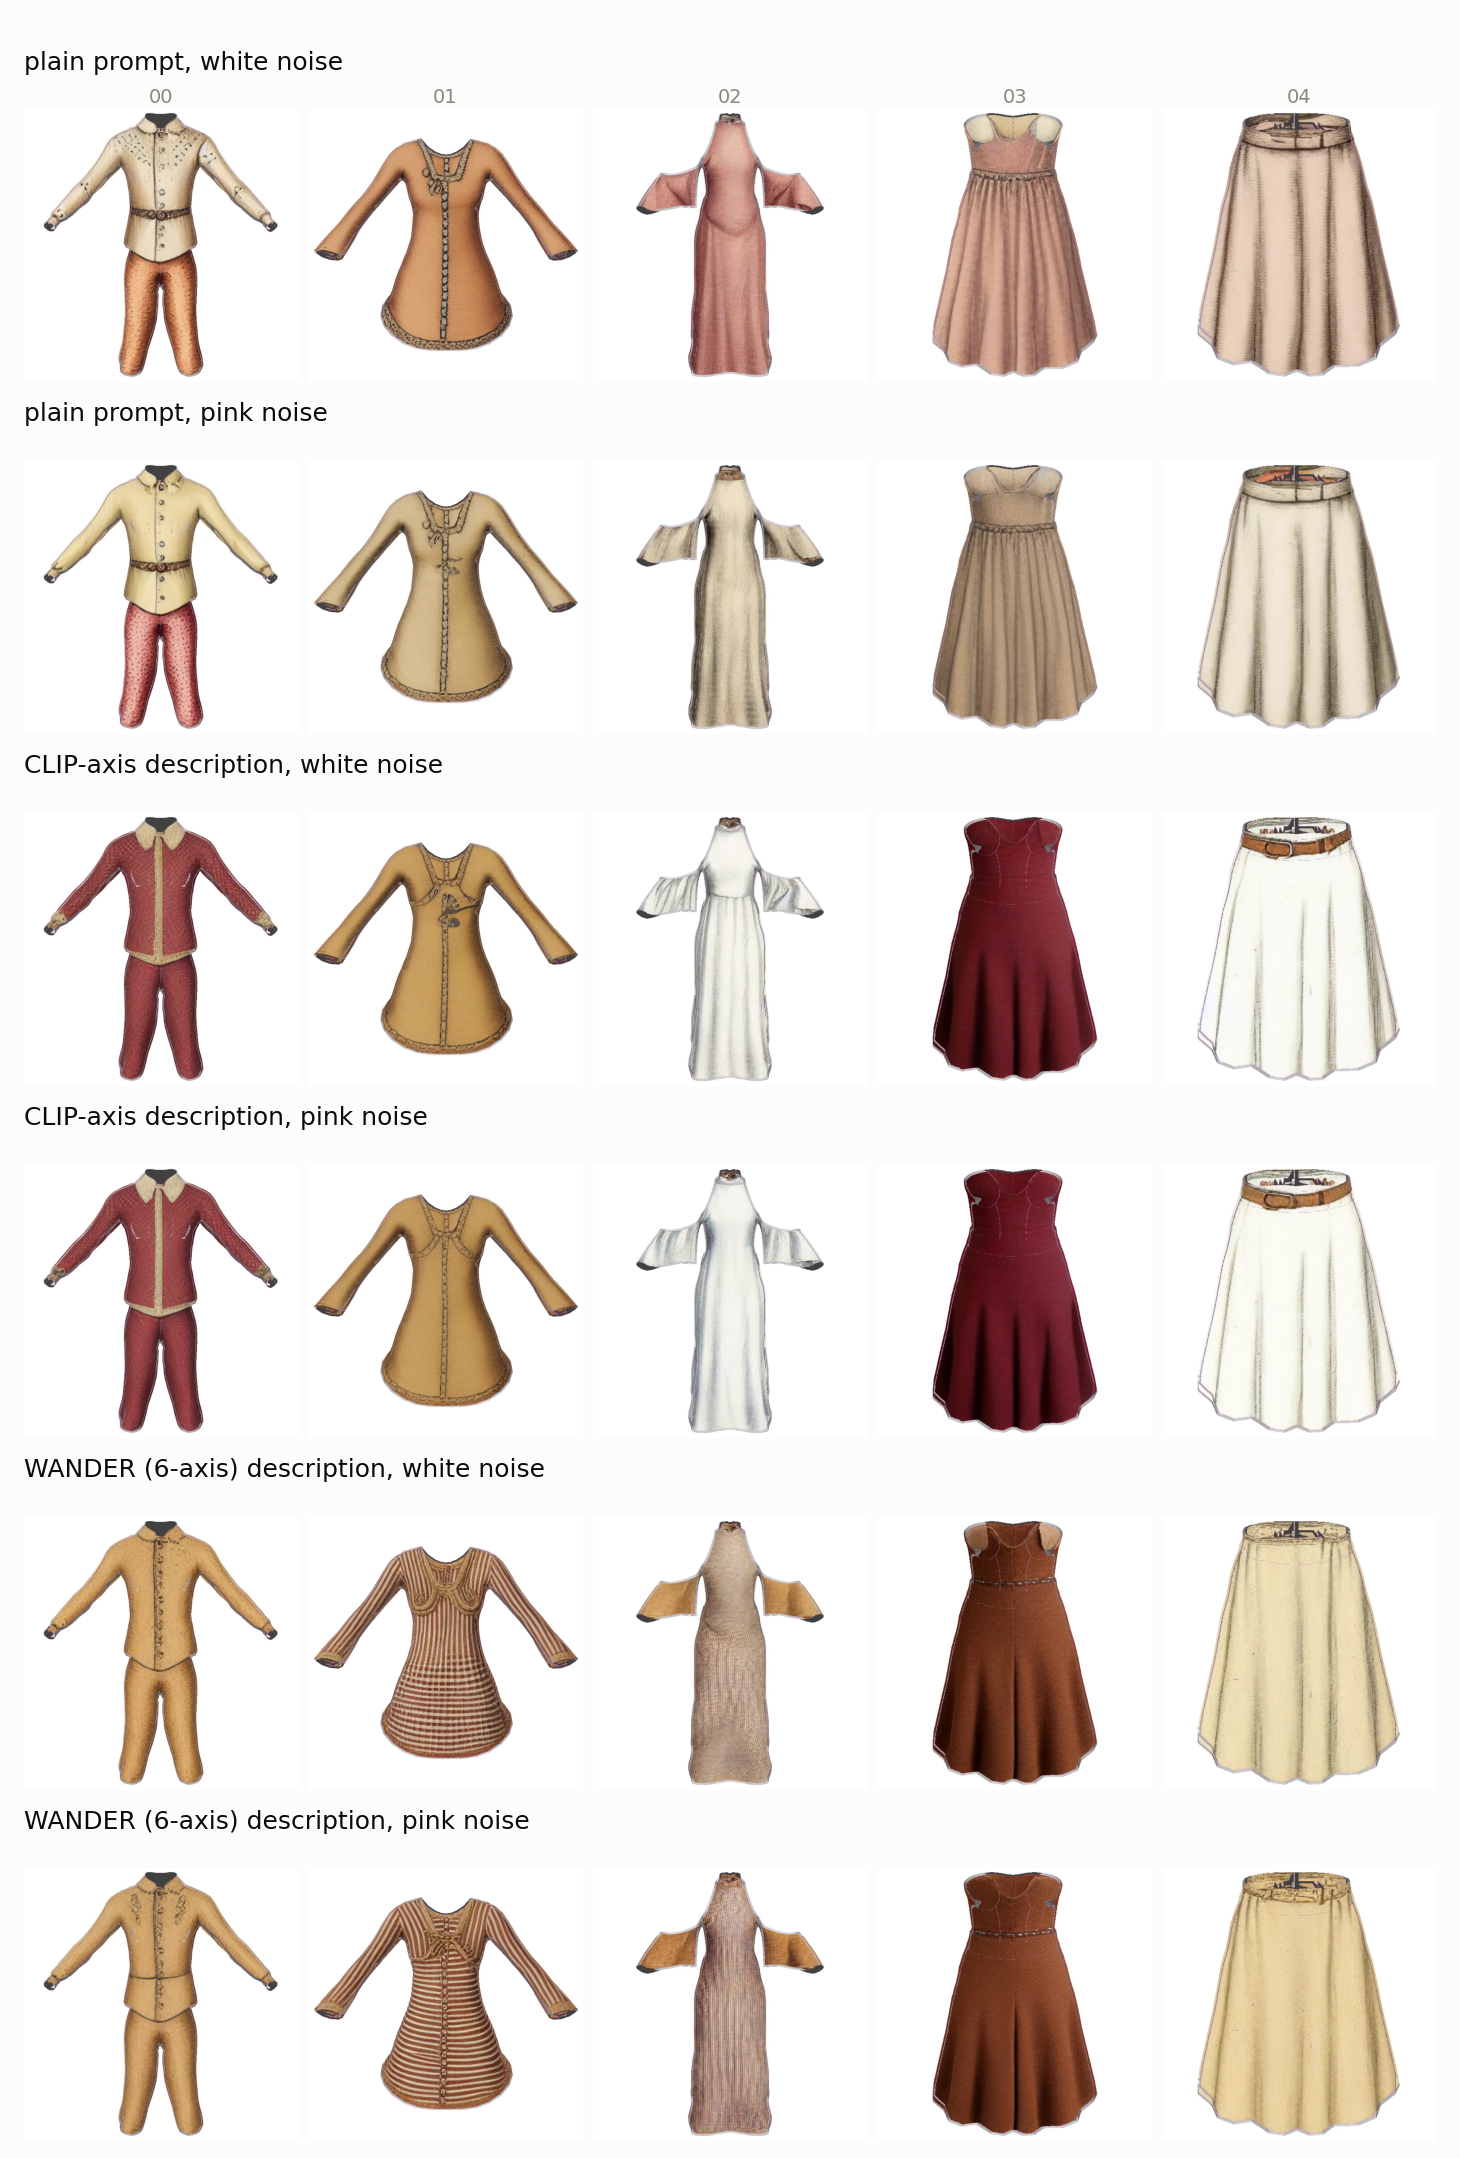 plain prompt, white noise
00 01 02 03 04
plain prompt, pink noise
CLIP-axis description, white noise
CLIP-axis description, pink noise
WANDER (6-axis) description, white noise
WANDER (6-axis) description, pink noise